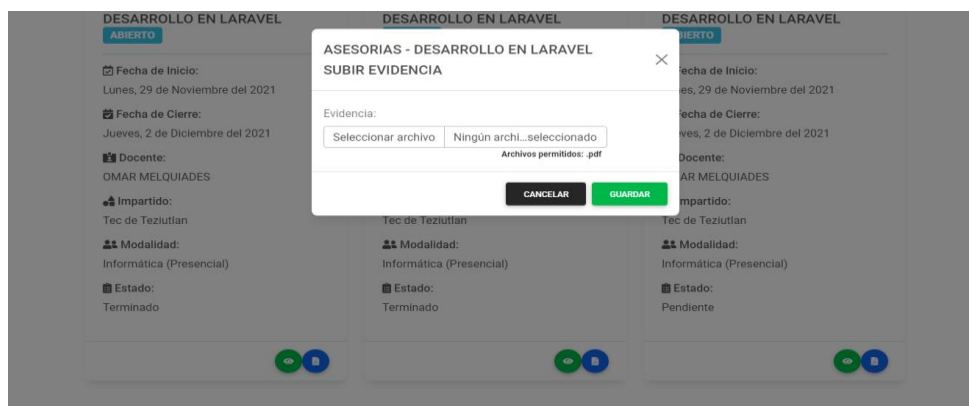 DESARROLLO EN LARAVEL
ABIERTO
Fecha de Inicio:
Lunes, 29 de Noviembre del 2021
Fecha de Cierre:
Jueves, 2 de Diciembre del 2021
Docente:
OMAR MELQUIADES
Impartido:
Tec de Teziutlan
Modalidad:
Informática (Presencial)
Estado:
Terminado
DESARROLLO EN LARAVEL
Tec de Teziutlan
Modalidad:
Informática (Presencial)
Estado:
Terminado
DESARROLLO EN LARAVEL
BIERTO
echa de Inicio:
es, 29 de Noviembre del 2021
echa de Cierre:
ves, 2 de Diciembre del 2021
Docente:
AR MELQUIADES
mpartido:
Tec de Teziutlan
Modalidad:
Informática (Presencial)
Estado:
Pendiente
ASESORIAS - DESARROLLO EN LARAVEL
SUBIR EVIDENCIA
Evidencia:
Seleccionar archivo Ningún archi...seleccionado
Archivos permitidos: .pdf
CANCELAR GUARDAR